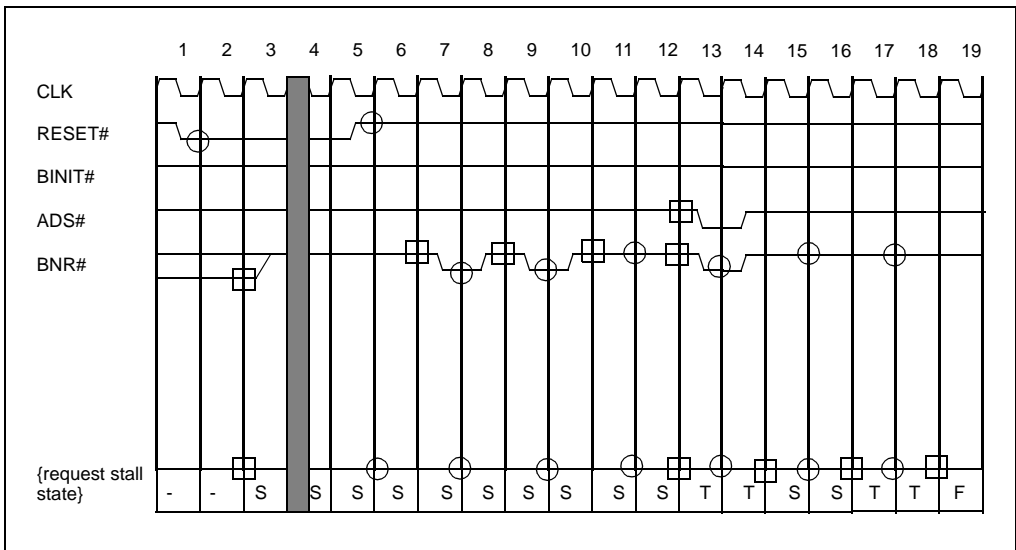 1 2 3 4 5 6 7 8 9 10 11 12 13 14 15 16 17 18 19
CLK
RESET#
BINIT#
ADS#
BNR#
{request stall
state}
- - S S S S S S S S S S T T S S T T F